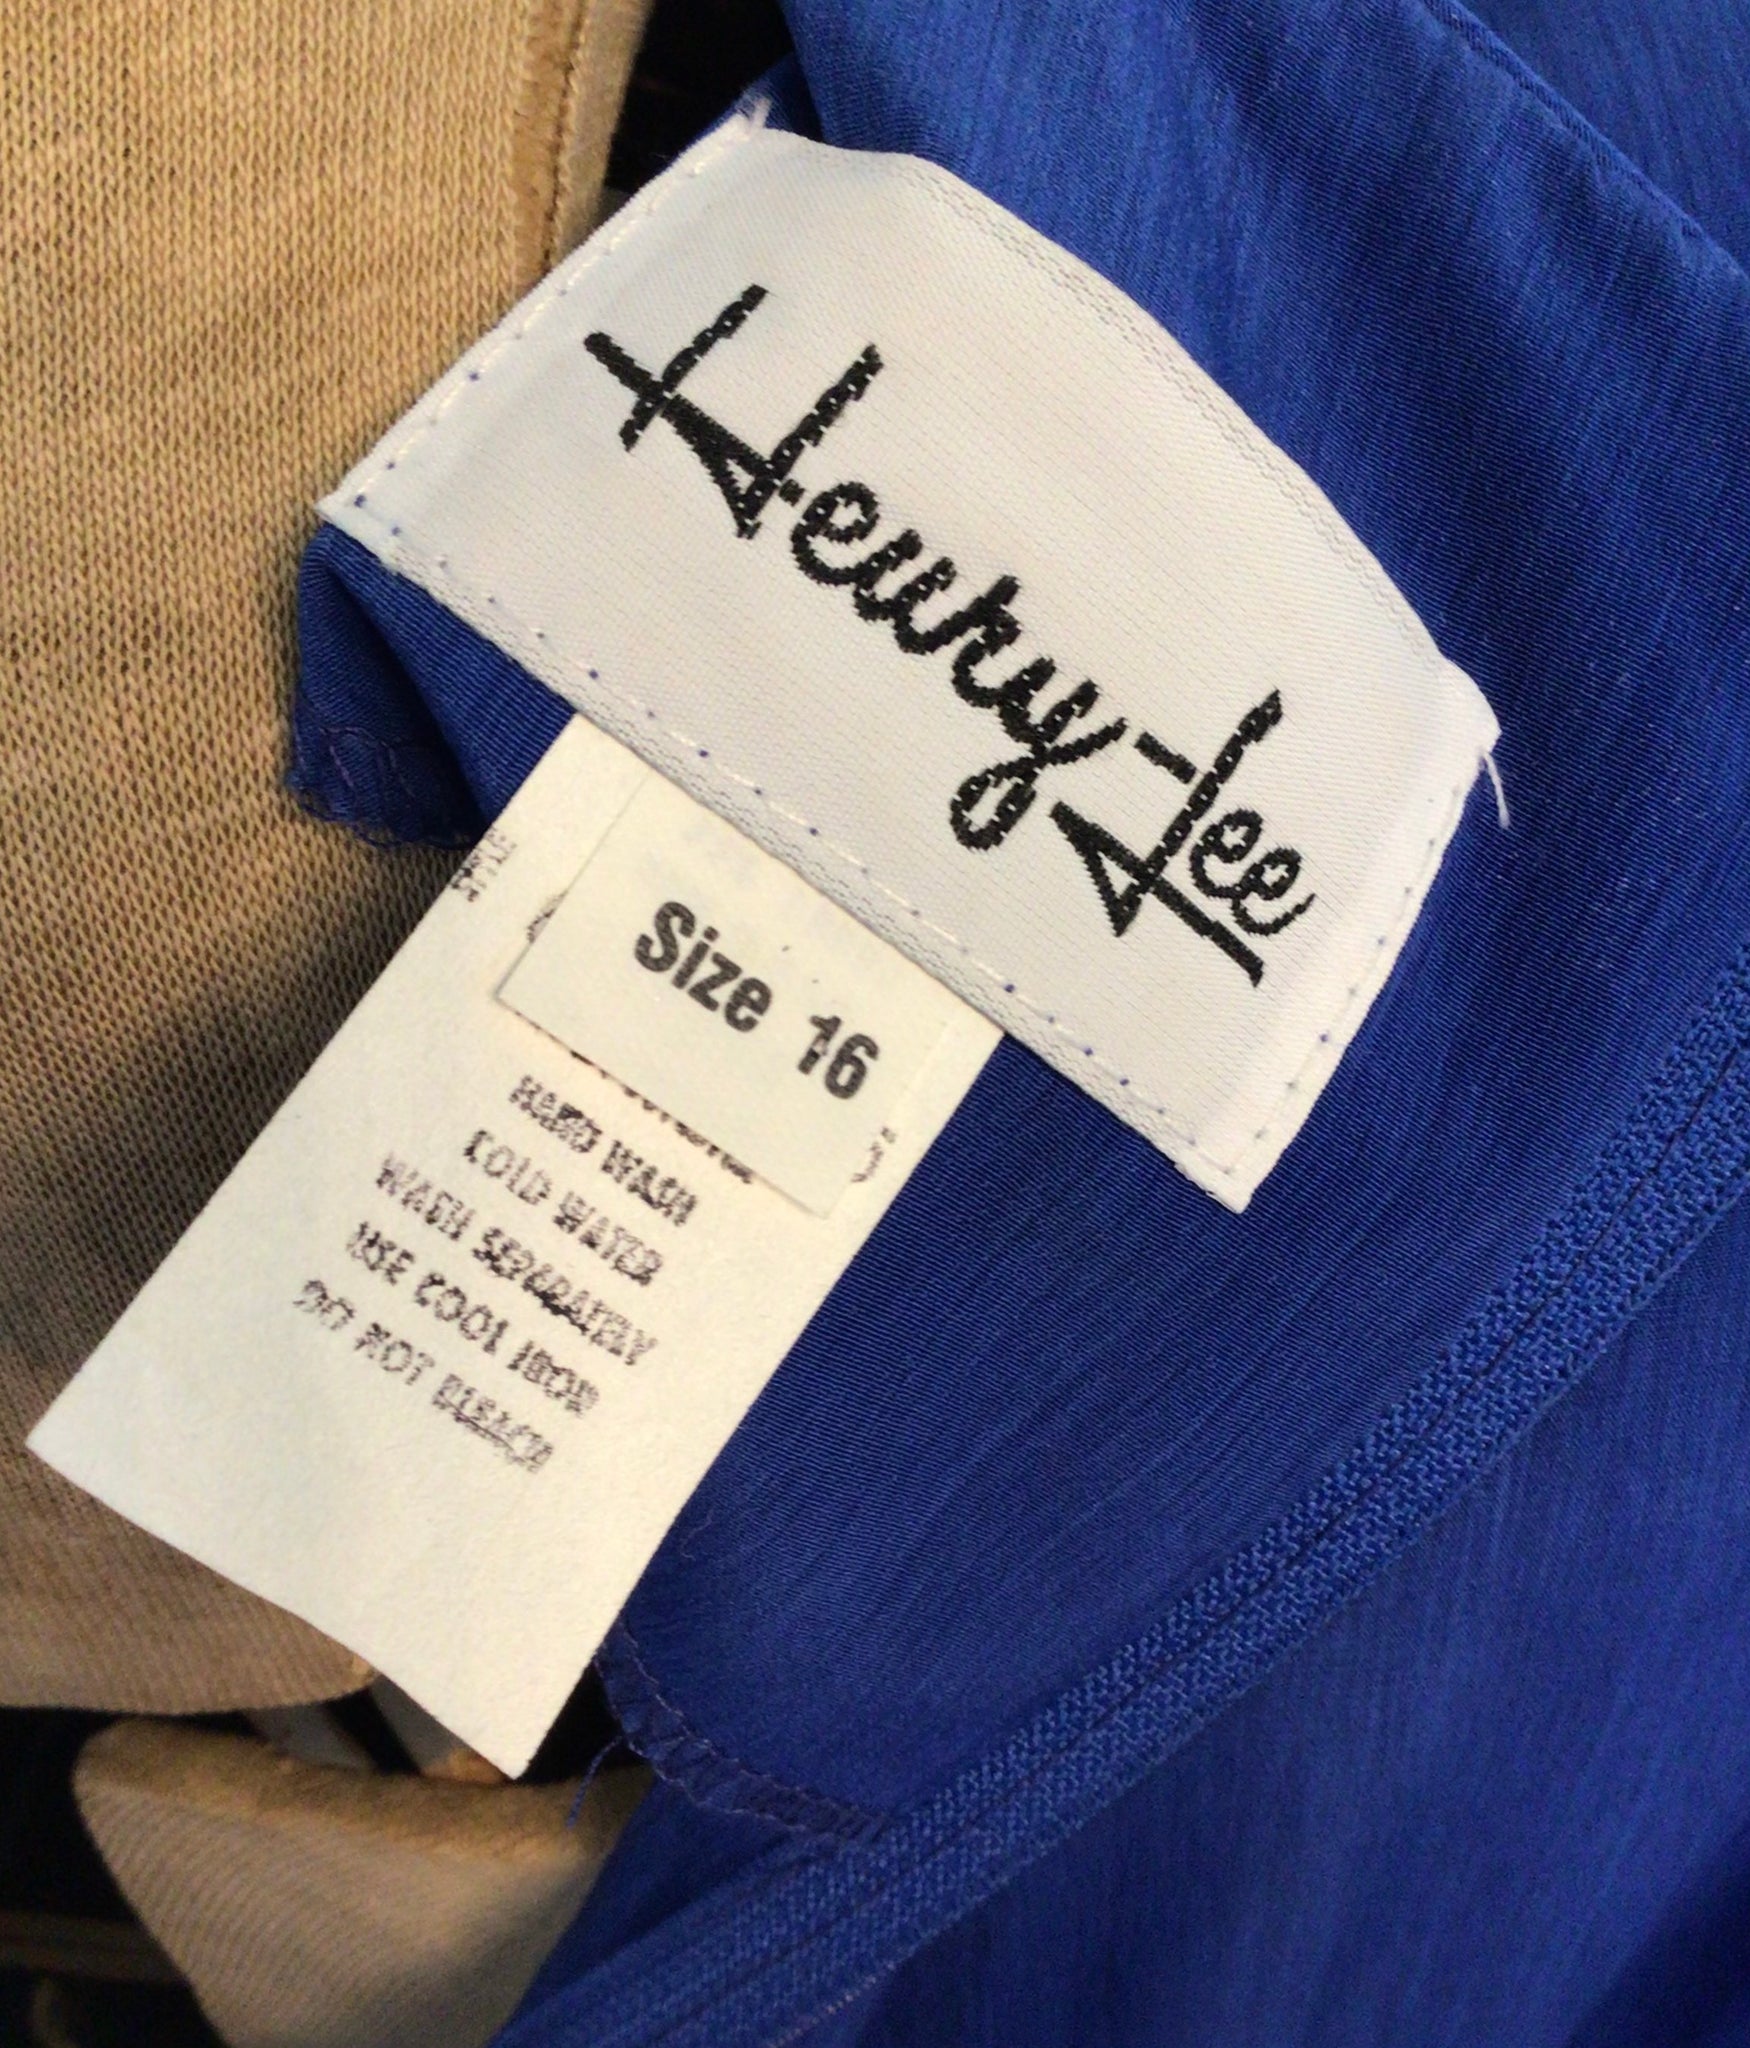 Henry-Lee
Size 16
HAND WASH
COLD WATER
WASH SEPARATELY
USE COOL IRON
DO NOT BLEACH